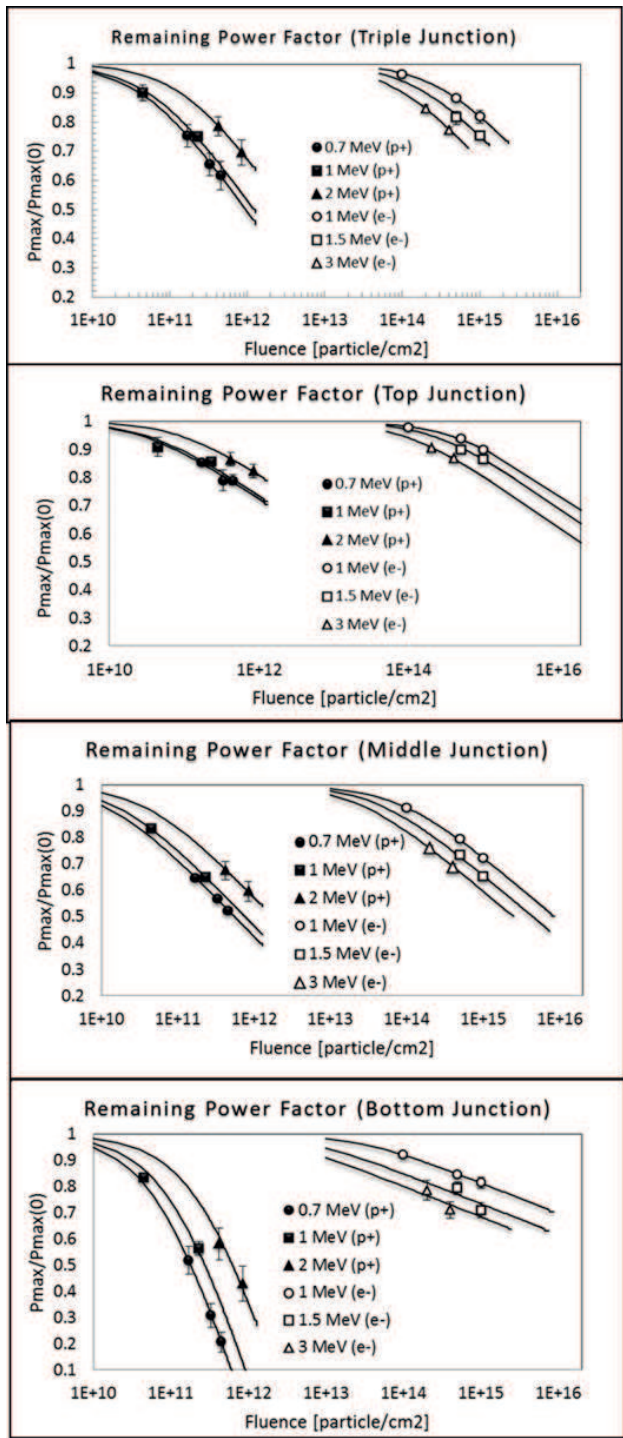 Remaining Power Factor (Triple Junction)
Pmax/Pmax(0)
1
0.9
0.8
0.7
0.6
0.5
0.4
0.3
0.2
0.7 MeV (p+)
1 MeV (p+)
2 MeV (p+)
1 MeV (e-)
1.5 MeV (e-)
3 MeV (e-)
1E+10 1E+11 1E+12 1E+13 1E+14 1E+15 1E+16
Fluence [particle/cm2]
Remaining Power Factor (Top Junction)
Pmax/Pmax(0)
1
0.9
0.8
0.7
0.6
0.5
0.4
0.3
0.2
0.7 MeV (p+)
1 MeV (p+)
2 MeV (p+)
1 MeV (e-)
1.5 MeV (e-)
3 MeV (e-)
1E+10 1E+12 1E+14 1E+16
Fluence [particle/cm2]
Remaining Power Factor (Middle Junction)
Pmax/Pmax(0)
1
0.9
0.8
0.7
0.6
0.5
0.4
0.3
0.2
0.7 MeV (p+)
1 MeV (p+)
2 MeV (p+)
1 MeV (e-)
1.5 MeV (e-)
3 MeV (e-)
1E+10 1E+11 1E+12 1E+13 1E+14 1E+15 1E+16
Fluence [particle/cm2]
Remaining Power Factor (Bottom Junction)
Pmax/Pmax(0)
1
0.9
0.8
0.7
0.6
0.5
0.4
0.3
0.2
0.1
0.7 MeV (p+)
1 MeV (p+)
2 MeV (p+)
1 MeV (e-)
1.5 MeV (e-)
3 MeV (e-)
1E+10 1E+11 1E+12 1E+13 1E+14 1E+15 1E+16
Fluence [particle/cm2]